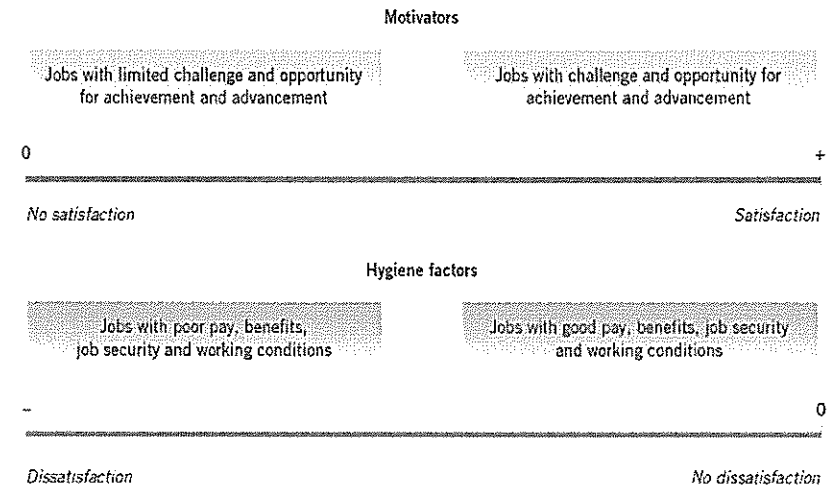 Motivators
Jobs with limited challenge and opportunity
for achievement and advancement
Jobs with challenge and opportunity for
achievement and advancement
0
+
No satisfaction
Satisfaction
Hygiene factors
Jobs with poor pay, benefits,
job security and working conditions
Jobs with good pay, benefits, job security
and working conditions
–
0
Dissatisfaction
No dissatisfaction